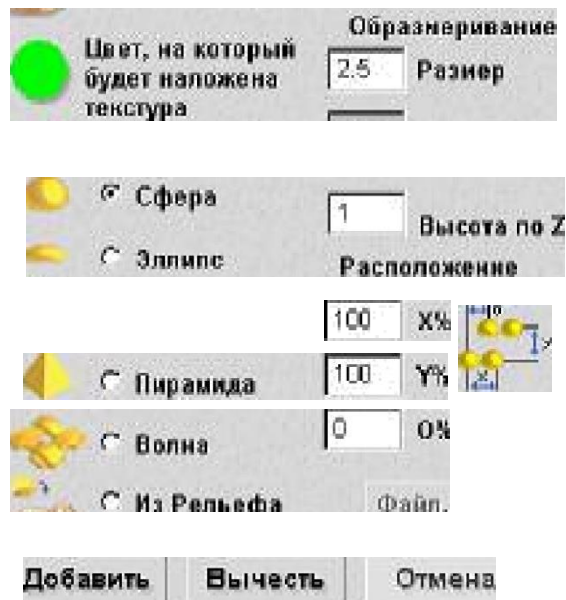 Образмеривание
Цвет, на который
будет наложена
текстура
2.5 Размер
Сфера
1 Высота по Z
Эллипс
Расположение
100 X%
Пирамида 100 Y%
Волна 0 O%
Из Рельефа Файл.
Добавить Вычесть Отмена